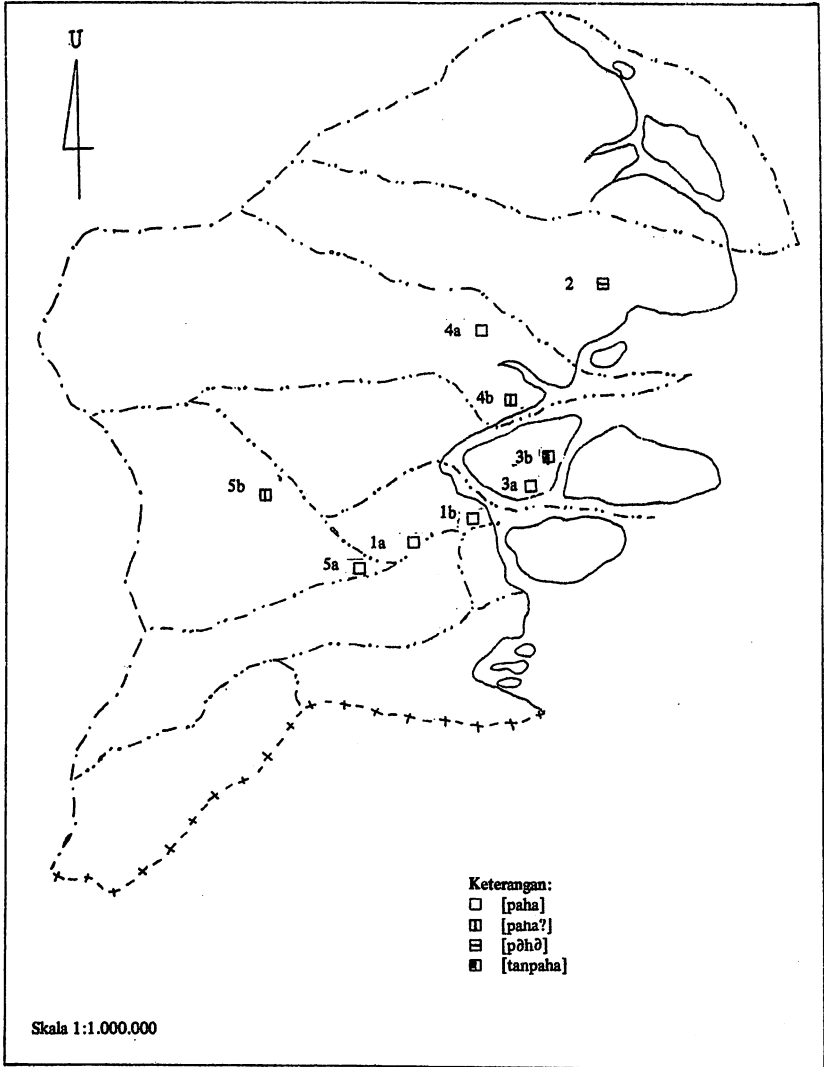 U
2
4a
4b
3b
5b
3a
1b
1a
5a
Keterangan:
[paha]
[paha?]
[pəhə]
[tanpaha]
Skala 1:1.000.000